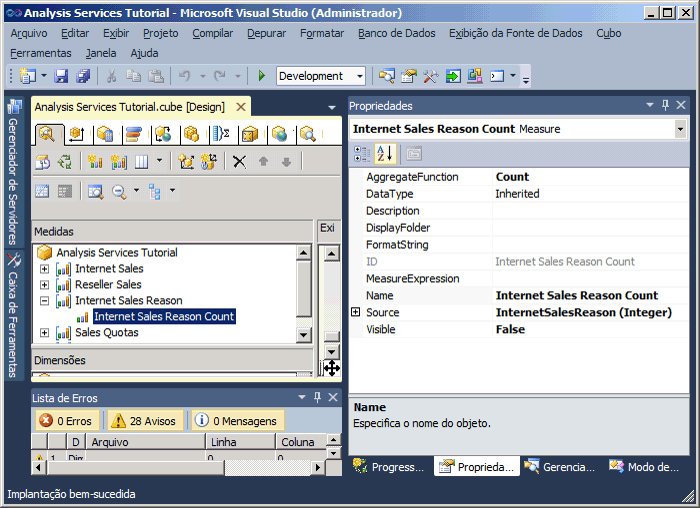 Analysis Services Tutorial - Microsoft Visual Studio (Administrador)
Arquivo Editar Exibir Projeto Compilar Depurar Formatar Banco de Dados Exibição da Fonte de Dados Cubo
Ferramentas Janela Ajuda
Development
Gerenciador de Servidores
Caixa de Ferramentas
Analysis Services Tutorial.cube [Design]
Medidas
Exi
Analysis Services Tutorial
Internet Sales
Reseller Sales
Internet Sales Reason
Internet Sales Reason Count
Sales Quotas
Dimensões
Lista de Erros
0 Erros 28 Avisos 0 Mensagens
D Arquivo Linha Coluna
1 Din 0 0
Propriedades
Internet Sales Reason Count Measure
AggregateFunction Count
DataType Inherited
Description
DisplayFolder
FormatString
ID Internet Sales Reason Count
MeasureExpression
Name Internet Sales Reason Count
Source InternetSalesReason (Integer)
Visible False
Name
Especifica o nome do objeto.
Progress... Proprieda... Gerencia... Modo de...
Implantação bem-sucedida